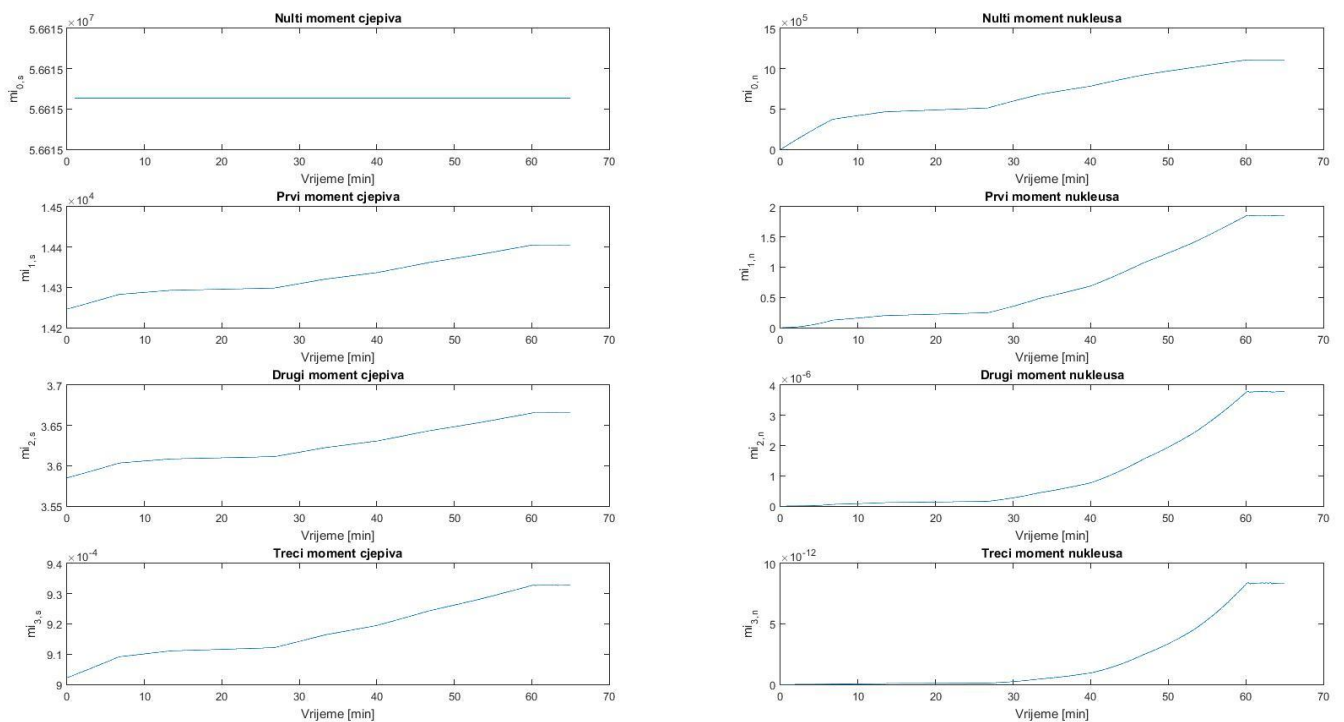 Nulti moment cjepiva
×10^7
5.6615
5.6615
5.6615
5.6615
mi_{0,s}
0 10 20 30 40 50 60 70
Vrijeme [min]
Prvi moment cjepiva
×10^4
1.45
1.44
1.43
1.42
mi_{1,s}
0 10 20 30 40 50 60 70
Vrijeme [min]
Drugi moment cjepiva
3.7
3.65
3.6
3.55
mi_{2,s}
0 10 20 30 40 50 60 70
Vrijeme [min]
Treci moment cjepiva
×10^{-4}
9.4
9.3
9.2
9.1
9
mi_{3,s}
0 10 20 30 40 50 60 70
Vrijeme [min]
Nulti moment nukleusa
×10^5
15
10
5
0
mi_{0,n}
0 10 20 30 40 50 60 70
Vrijeme [min]
Prvi moment nukleusa
2
1.5
1
0.5
0
mi_{1,n}
0 10 20 30 40 50 60 70
Vrijeme [min]
Drugi moment nukleusa
×10^{-6}
4
3
2
1
0
mi_{2,n}
0 10 20 30 40 50 60 70
Vrijeme [min]
Treci moment nukleusa
×10^{-12}
10
5
0
mi_{3,n}
0 10 20 30 40 50 60 70
Vrijeme [min]